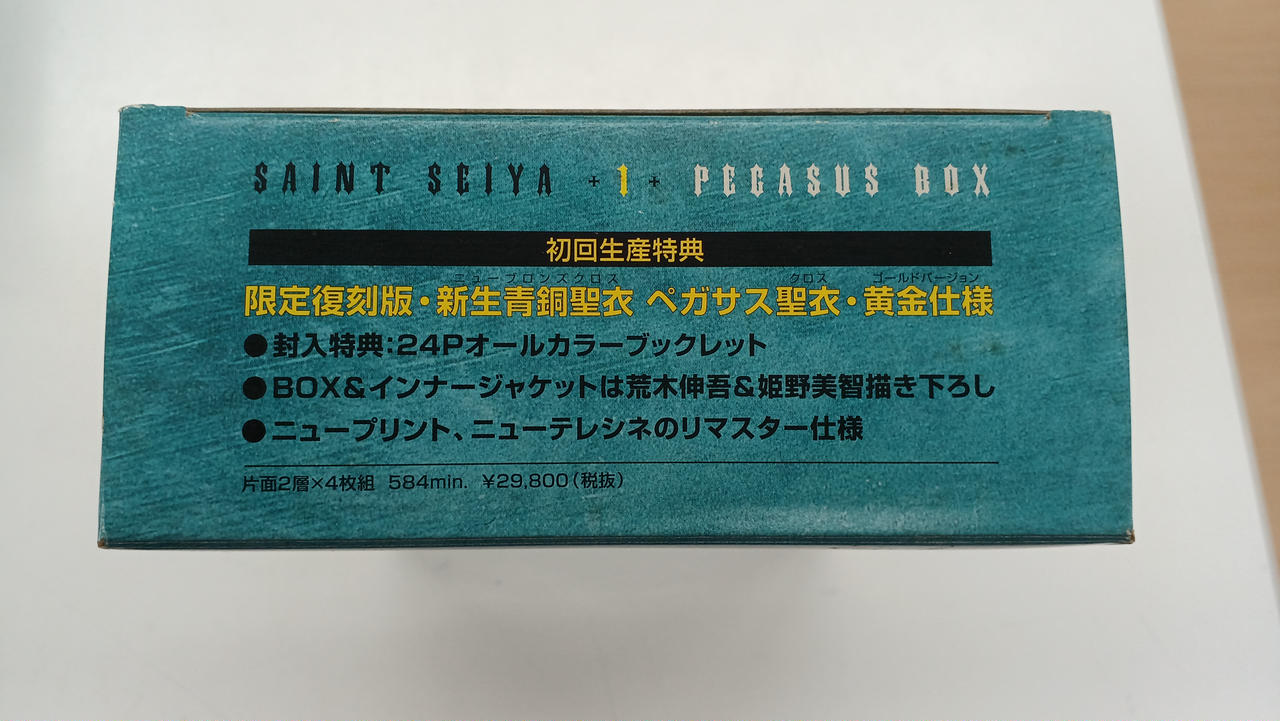 SAINT SEIYA +1+ PEGASUS BOX
初回生産特典
ニューブロンズクロス クロス ゴールドバージョン
限定復刻版・新生青銅聖衣 ペガサス聖衣・黄金仕様
●封入特典:24Pオールカラーブックレット
●BOX&インナージャケットは荒木伸吾&姫野美智描き下ろし
●ニュープリント、ニューテレシネのリマスター仕様
片面2層×4枚組 584min. ¥29,800(税抜)